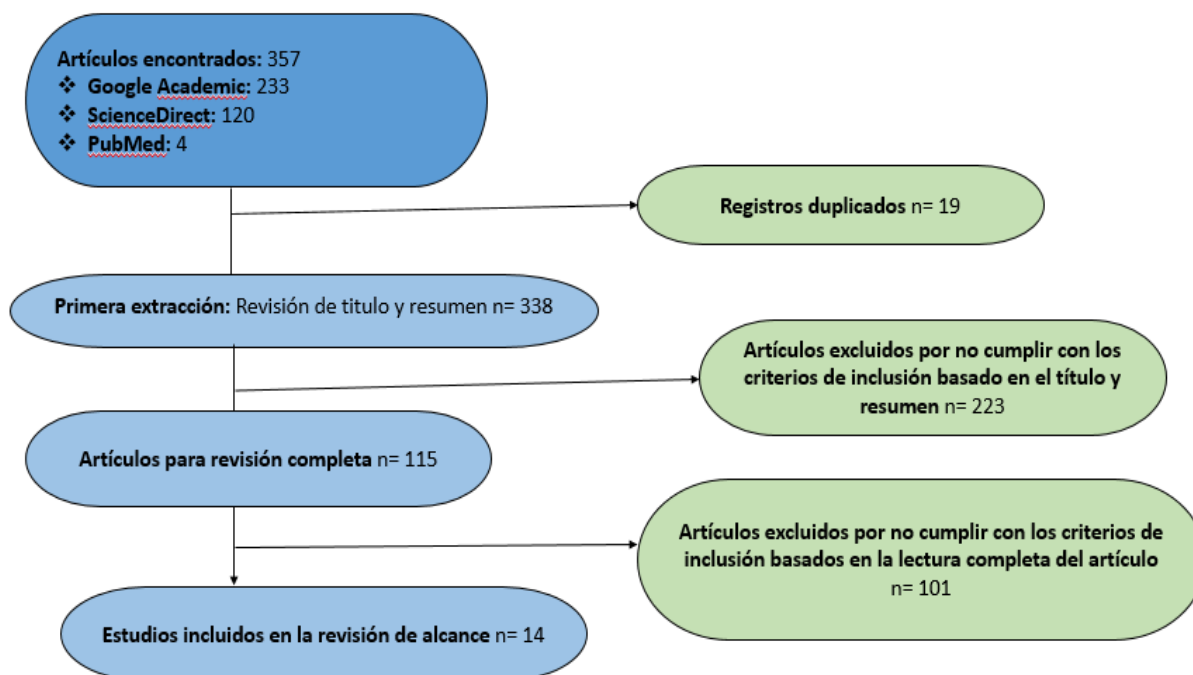 Artículos encontrados: 357
❖ Google Academic: 233
❖ ScienceDirect: 120
❖ PubMed: 4
Registros duplicados n= 19
Primera extracción: Revisión de titulo y resumen n= 338
Artículos excluidos por no cumplir con los
criterios de inclusión basado en el título y
resumen n= 223
Artículos para revisión completa n= 115
Artículos excluidos por no cumplir con los criterios de
inclusión basados en la lectura completa del artículo
n= 101
Estudios incluidos en la revisión de alcance n= 14